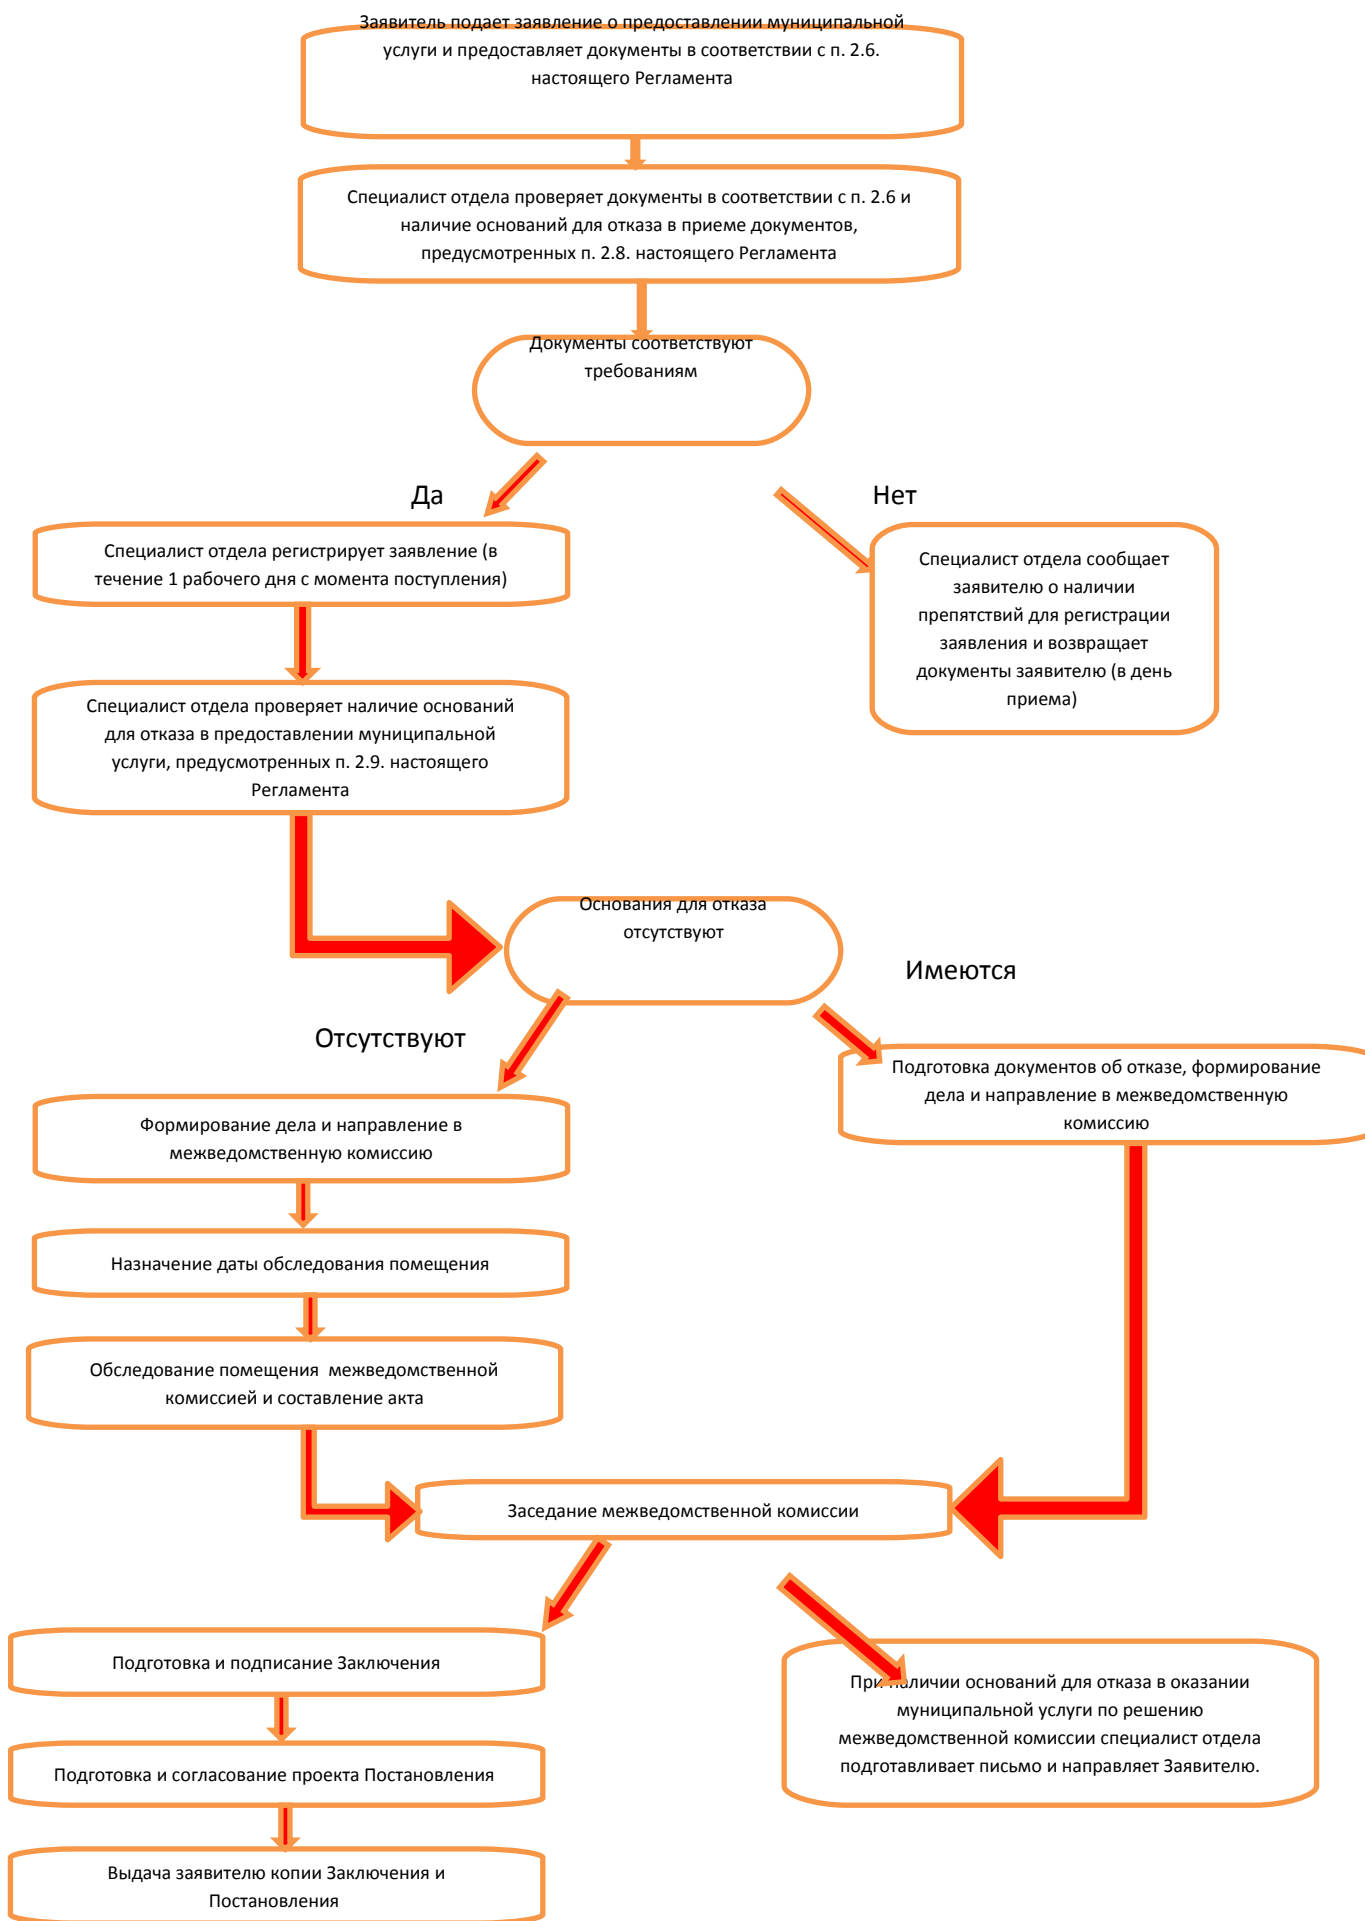 Заявитель подает заявление о предоставлении муниципальной
услуги и предоставляет документы в соответствии с п. 2.6.
настоящего Регламента
Специалист отдела проверяет документы в соответствии с п. 2.6 и
наличие оснований для отказа в приеме документов,
предусмотренных п. 2.8. настоящего Регламента
Документы соответствуют
требованиям
Да
Нет
Специалист отдела регистрирует заявление (в
течение 1 рабочего дня с момента поступления)
Специалист отдела сообщает
заявителю о наличии
препятствий для регистрации
заявления и возвращает
документы заявителю (в день
приема)
Специалист отдела проверяет наличие оснований
для отказа в предоставлении муниципальной
услуги, предусмотренных п. 2.9. настоящего
Регламента
Основания для отказа
отсутствуют
Имеются
Отсутствуют
Подготовка документов об отказе, формирование
дела и направление в межведомственную
комиссию
Формирование дела и направление в
межведомственную комиссию
Назначение даты обследования помещения
Обследование помещения  межведомственной
комиссией и составление акта
Заседание межведомственной комиссии
Подготовка и подписание Заключения
При наличии оснований для отказа в оказании
муниципальной услуги по решению
межведомственной комиссии специалист отдела
подготавливает письмо и направляет Заявителю.
Подготовка и согласование проекта Постановления
Выдача заявителю копии Заключения и
Постановления